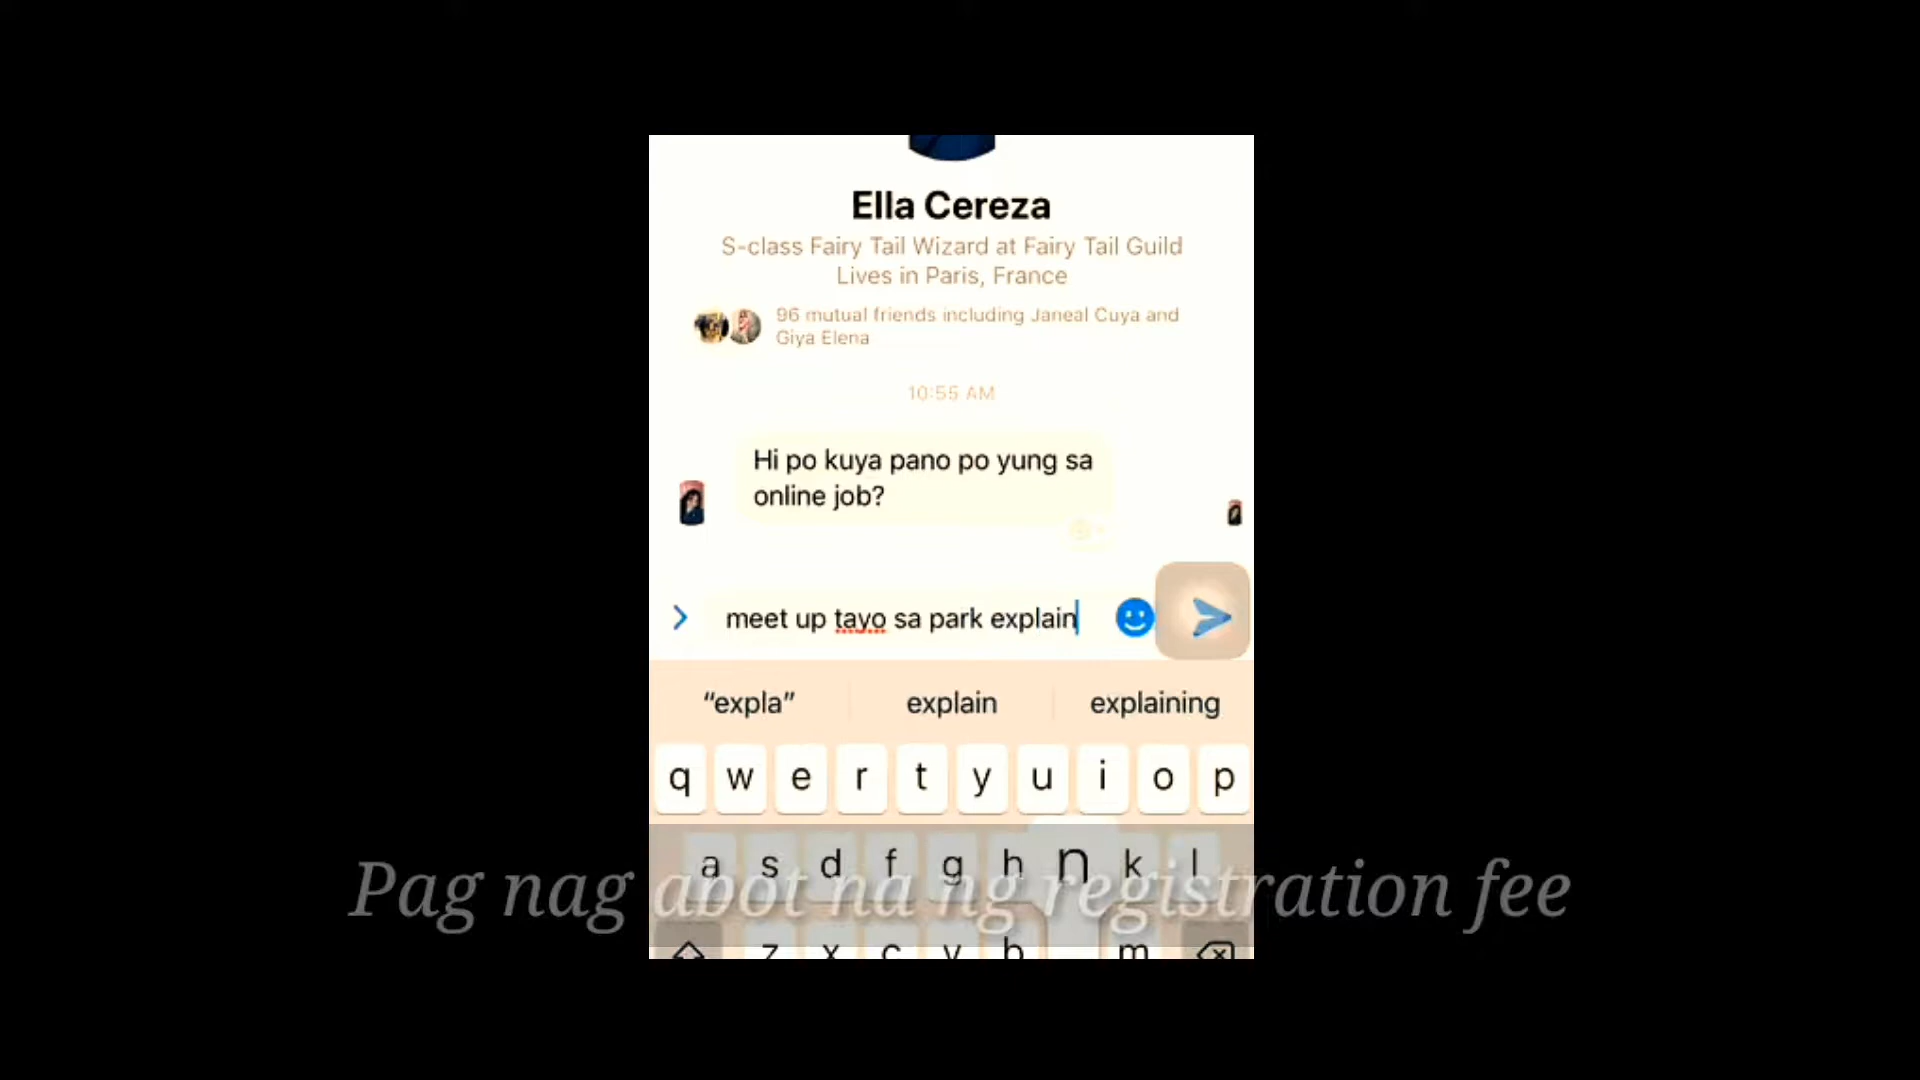 Ella Cereza
S-class Fairy Tail Wizard at Fairy Tail Guild
Lives in Paris, France
96 mutual friends including Janeal Cuya and
Giya Elena
10:55 AM
Hi po kuya pano po yung sa
online job?
meet up tayo sa park explain
“expla” explain explaining
q w e r t y u i o p
a s d f g h n k l
Pag nag abot na ng registration fee
z x c v b m